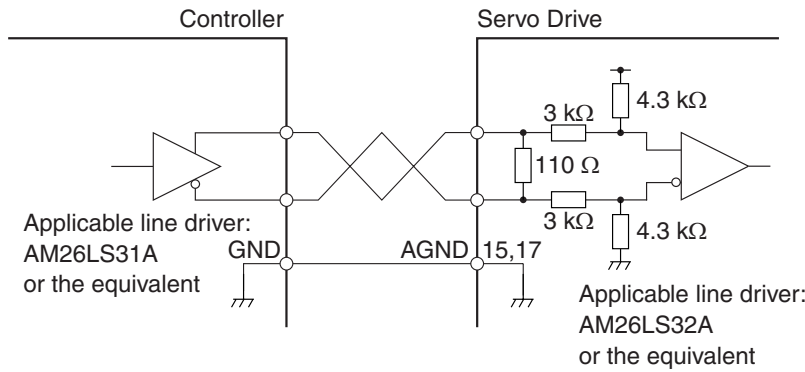 Controller
Servo Drive
4.3 kΩ
3 kΩ
110 Ω
3 kΩ
4.3 kΩ
Applicable line driver:
AM26LS31A
or the equivalent
GND
AGND
15,17
Applicable line driver:
AM26LS32A
or the equivalent